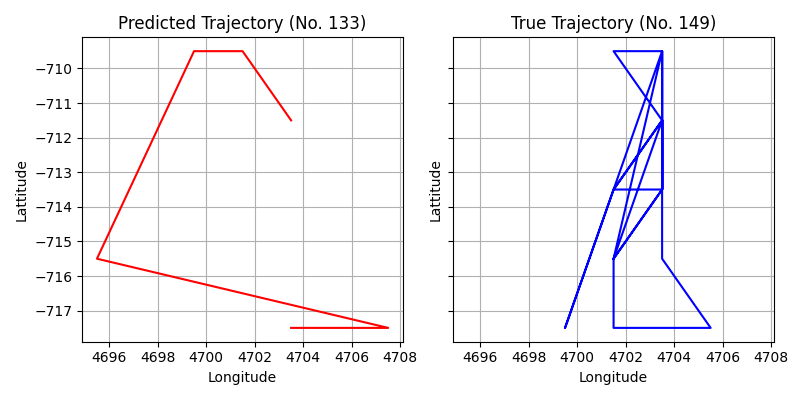 Predicted Trajectory (No. 133)
True Trajectory (No. 149)
Lattitude
−710
−711
−712
−713
−714
−715
−716
−717
4696 4698 4700 4702 4704 4706 4708
Longitude
Lattitude
4696 4698 4700 4702 4704 4706 4708
Longitude